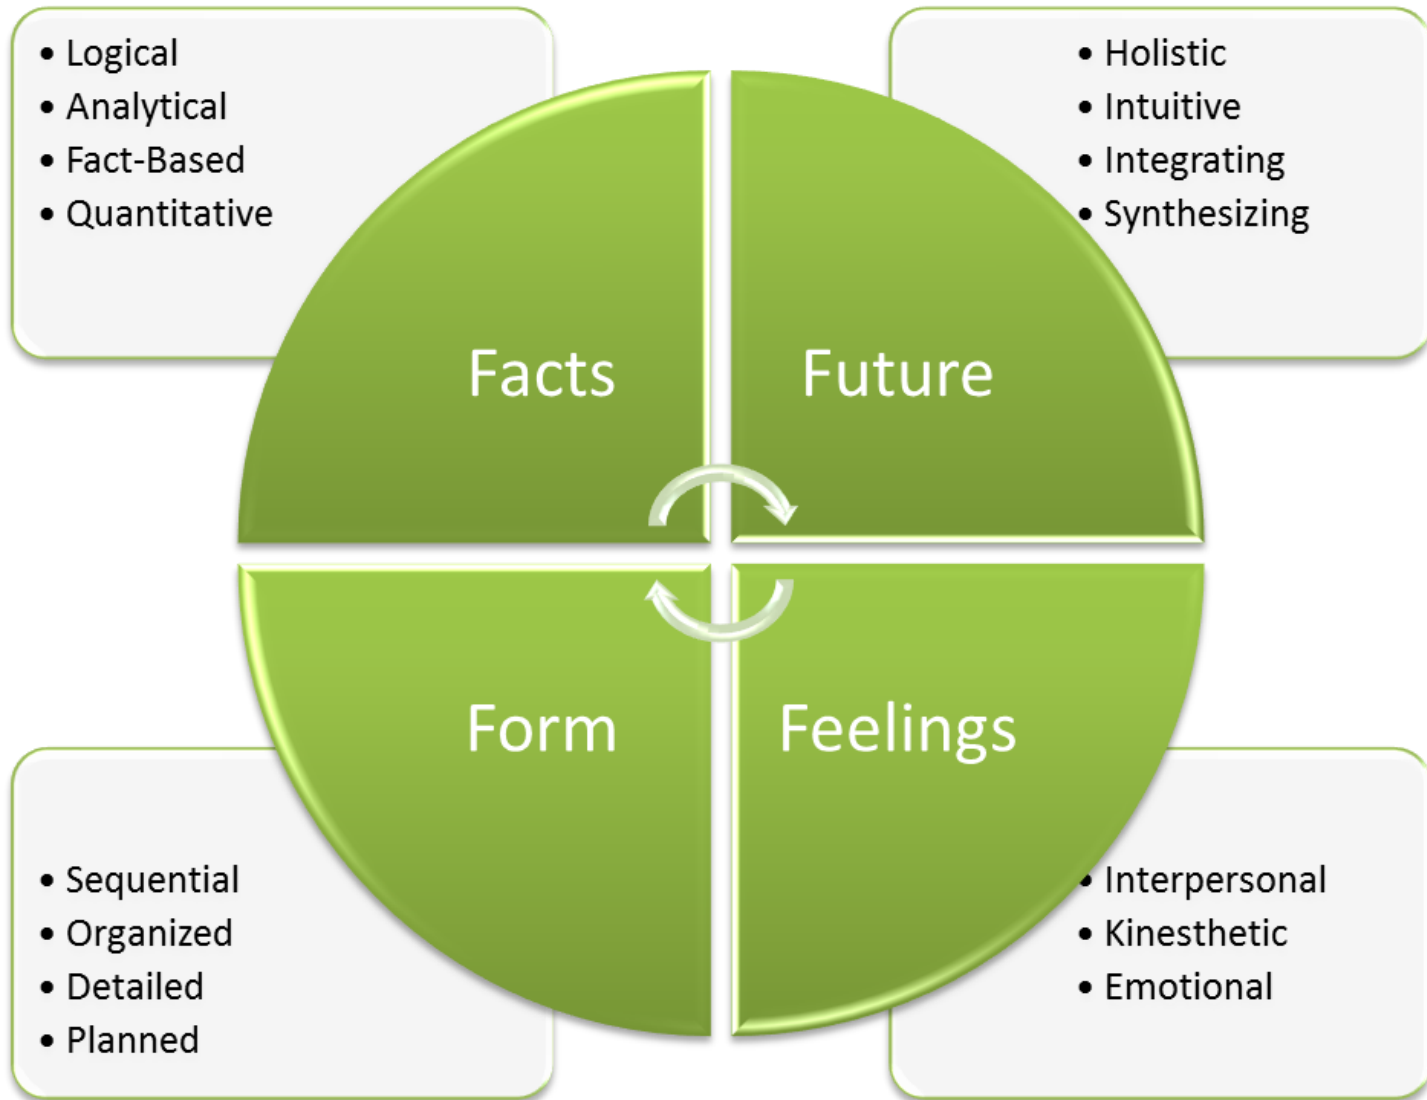 • Logical
• Analytical
• Fact-Based
• Quantitative
• Holistic
• Intuitive
• Integrating
• Synthesizing
Facts
Future
Form
Feelings
• Sequential
• Organized
• Detailed
• Planned
• Interpersonal
• Kinesthetic
• Emotional